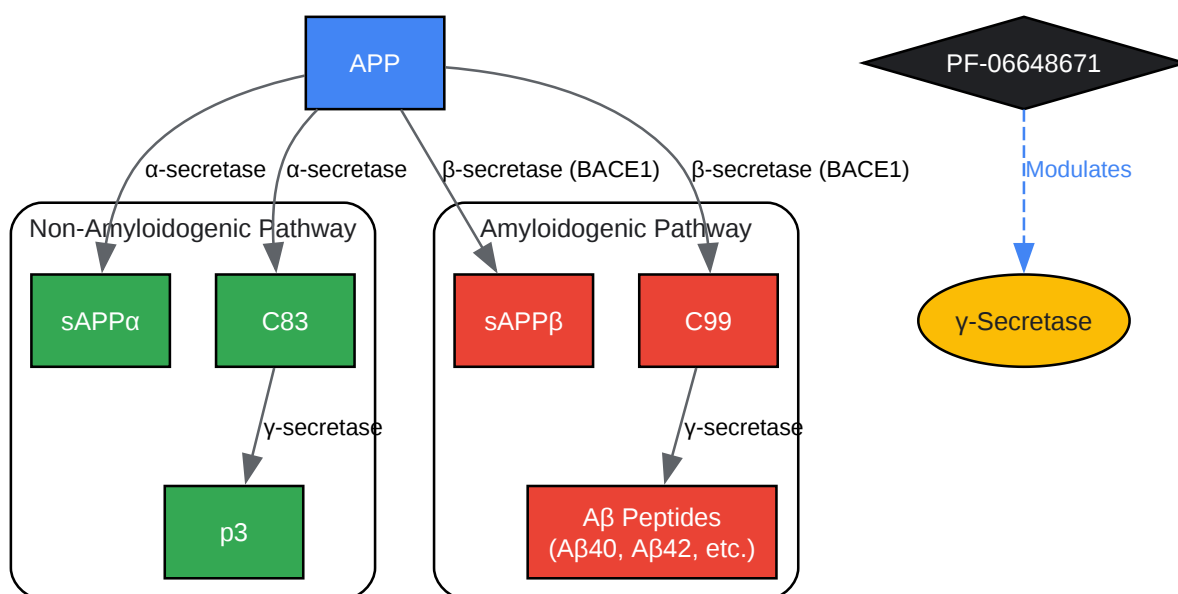 APP
PF-06648671
α-secretase
α-secretase
β-secretase (BACE1)
β-secretase (BACE1)
Modulates
Non-Amyloidogenic Pathway
Amyloidogenic Pathway
sAPPα
C83
sAPPβ
C99
γ-Secretase
γ-secretase
γ-secretase
p3
Aβ Peptides
(Aβ40, Aβ42, etc.)